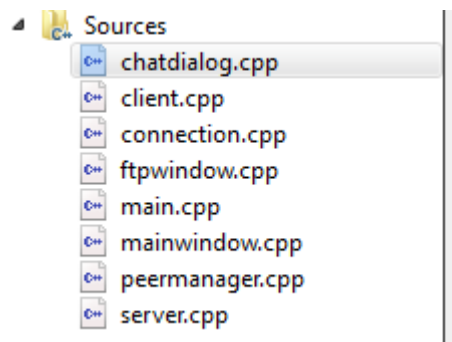 Sources
chatdialog.cpp
client.cpp
connection.cpp
ftpwindow.cpp
main.cpp
mainwindow.cpp
peermanager.cpp
server.cpp